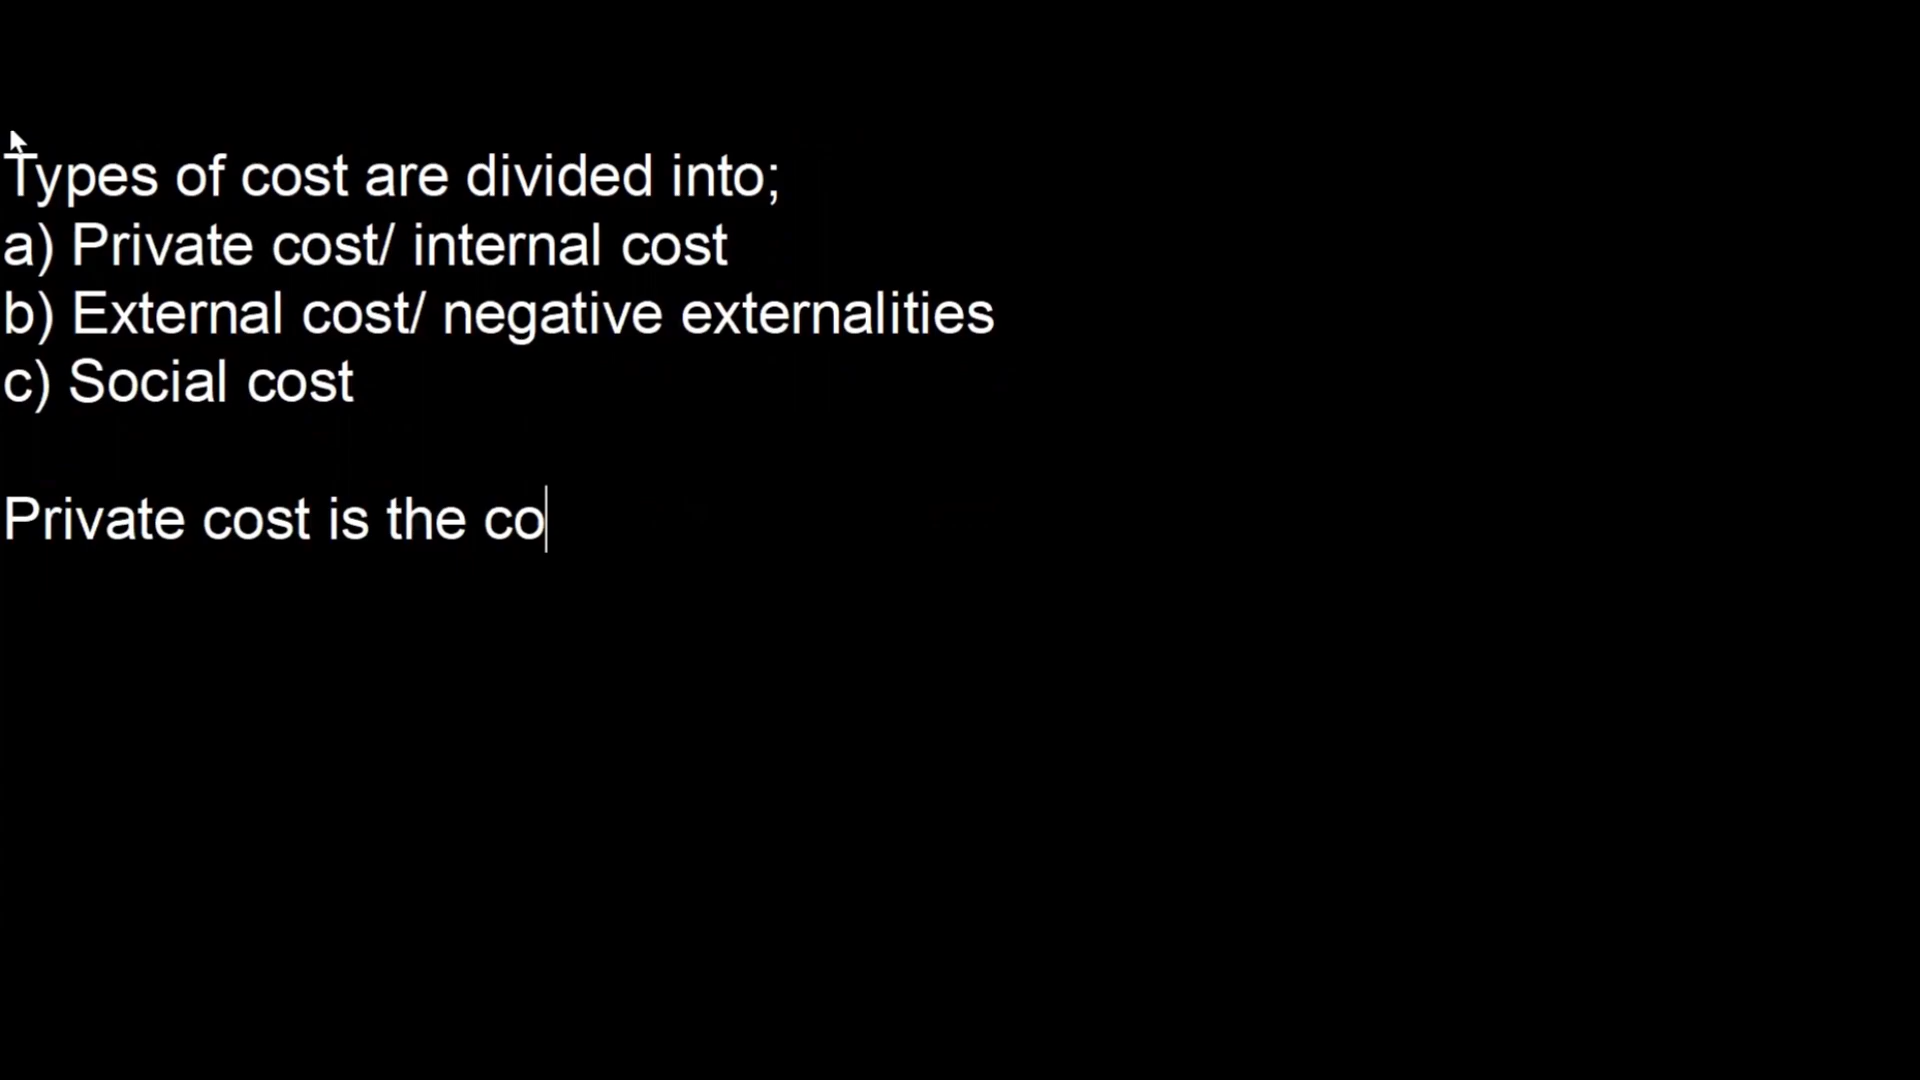 Types of cost are divided into;
a) Private cost/ internal cost
b) External cost/ negative externalities
c) Social cost
Private cost is the co